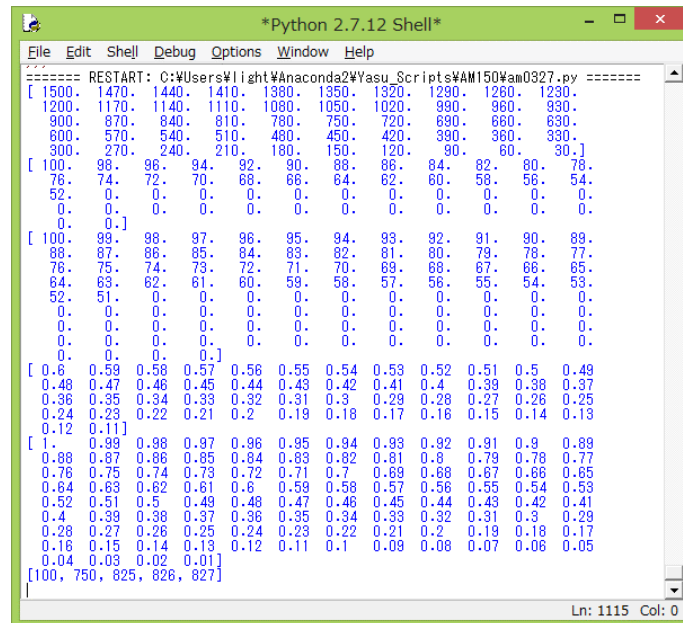 *Python 2.7.12 Shell*
File Edit Shell Debug Options Window Help
======= RESTART: C:¥Users¥light¥Anaconda2¥Yasu_Scripts¥AM150¥am0327.py =======
[ 1500. 1470. 1440. 1410. 1380. 1350. 1320. 1290. 1260. 1230.
1200. 1170. 1140. 1110. 1080. 1050. 1020. 990. 960. 930.
900. 870. 840. 810. 780. 750. 720. 690. 660. 630.
600. 570. 540. 510. 480. 450. 420. 390. 360. 330.
300. 270. 240. 210. 180. 150. 120. 90. 60. 30.]
[ 100. 98. 96. 94. 92. 90. 88. 86. 84. 82. 80. 78.
76. 74. 72. 70. 68. 66. 64. 62. 60. 58. 56. 54.
52. 0. 0. 0. 0. 0. 0. 0. 0. 0. 0. 0.
0. 0. 0. 0. 0. 0. 0. 0. 0. 0. 0. 0.
0. 0.]
[ 100. 99. 98. 97. 96. 95. 94. 93. 92. 91. 90. 89.
88. 87. 86. 85. 84. 83. 82. 81. 80. 79. 78. 77.
76. 75. 74. 73. 72. 71. 70. 69. 68. 67. 66. 65.
64. 63. 62. 61. 60. 59. 58. 57. 56. 55. 54. 53.
52. 51. 0. 0. 0. 0. 0. 0. 0. 0. 0. 0.
0. 0. 0. 0. 0. 0. 0. 0. 0. 0. 0. 0.
0. 0. 0. 0. 0. 0. 0. 0. 0. 0. 0. 0.
0. 0. 0. 0. 0. 0. 0. 0. 0. 0. 0. 0.
0. 0. 0. 0.]
[ 0.6 0.59 0.58 0.57 0.56 0.55 0.54 0.53 0.52 0.51 0.5 0.49
0.48 0.47 0.46 0.45 0.44 0.43 0.42 0.41 0.4 0.39 0.38 0.37
0.36 0.35 0.34 0.33 0.32 0.31 0.3 0.29 0.28 0.27 0.26 0.25
0.24 0.23 0.22 0.21 0.2 0.19 0.18 0.17 0.16 0.15 0.14 0.13
0.12 0.11]
[ 1. 0.99 0.98 0.97 0.96 0.95 0.94 0.93 0.92 0.91 0.9 0.89
0.88 0.87 0.86 0.85 0.84 0.83 0.82 0.81 0.8 0.79 0.78 0.77
0.76 0.75 0.74 0.73 0.72 0.71 0.7 0.69 0.68 0.67 0.66 0.65
0.64 0.63 0.62 0.61 0.6 0.59 0.58 0.57 0.56 0.55 0.54 0.53
0.52 0.51 0.5 0.49 0.48 0.47 0.46 0.45 0.44 0.43 0.42 0.41
0.4 0.39 0.38 0.37 0.36 0.35 0.34 0.33 0.32 0.31 0.3 0.29
0.28 0.27 0.26 0.25 0.24 0.23 0.22 0.21 0.2 0.19 0.18 0.17
0.16 0.15 0.14 0.13 0.12 0.11 0.1 0.09 0.08 0.07 0.06 0.05
0.04 0.03 0.02 0.01]
[100, 750, 825, 826, 827]
Ln: 1115 Col: 0